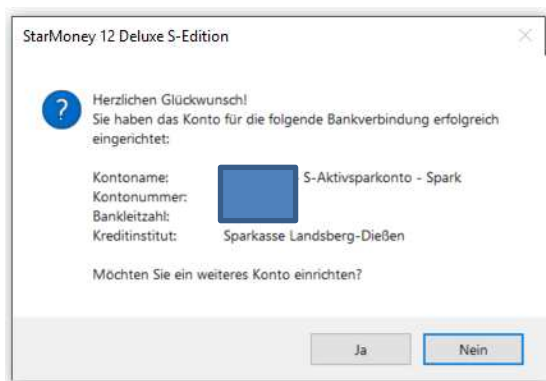 StarMoney 12 Deluxe S-Edition
Herzlichen Glückwunsch!
Sie haben das Konto für die folgende Bankverbindung erfolgreich
eingerichtet:
Kontoname: - S-Aktivsparkonto - Spark
Kontonummer:
Bankleitzahl:
Kreditinstitut: Sparkasse Landsberg-Dießen
Möchten Sie ein weiteres Konto einrichten?
Ja Nein